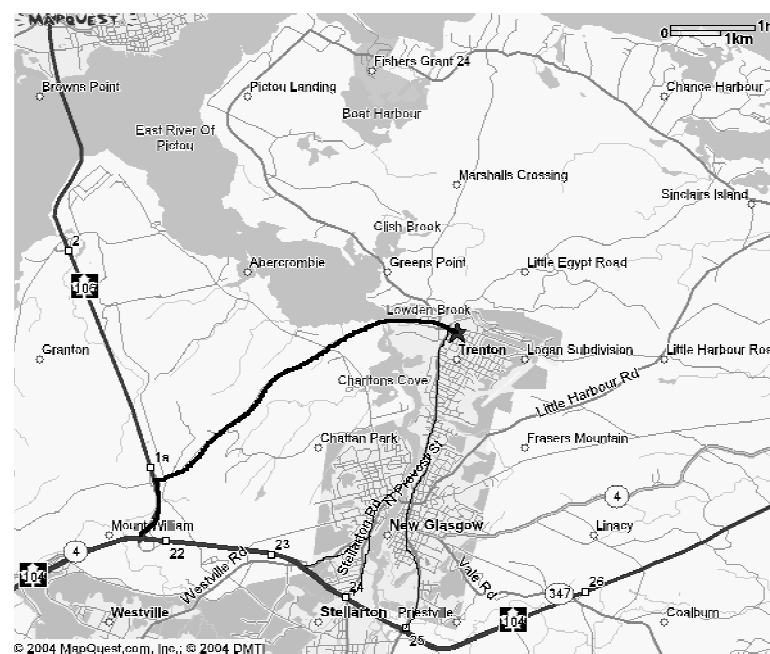 MAPQUEST
0 1km
Fishers Grant 24
Browns Point
Pictou Landing
Chance Harbour
Boat Harbour
East River Of
Pictou
Marshalls Crossing
Sinclairs Island
Clish Brook
2
Abercrombie
Greens Point
Little Egypt Road
106
Lowden Brook
Granton
Trenton
Logan Subdivision
Little Harbour Roa
Charltons Cove
Little Harbour Rd
1a
Chattan Park
Frasers Mountain
N Provost St
4
Stellarton Rd
Mount William
New Glasgow
Linacy
4
22
23
Westville Rd
Vale Rd
104
24
347
26
Westville
Stellarton
Priestville
104
Coalburn
25
© 2004 MapQuest.com, Inc.; © 2004 DMTI